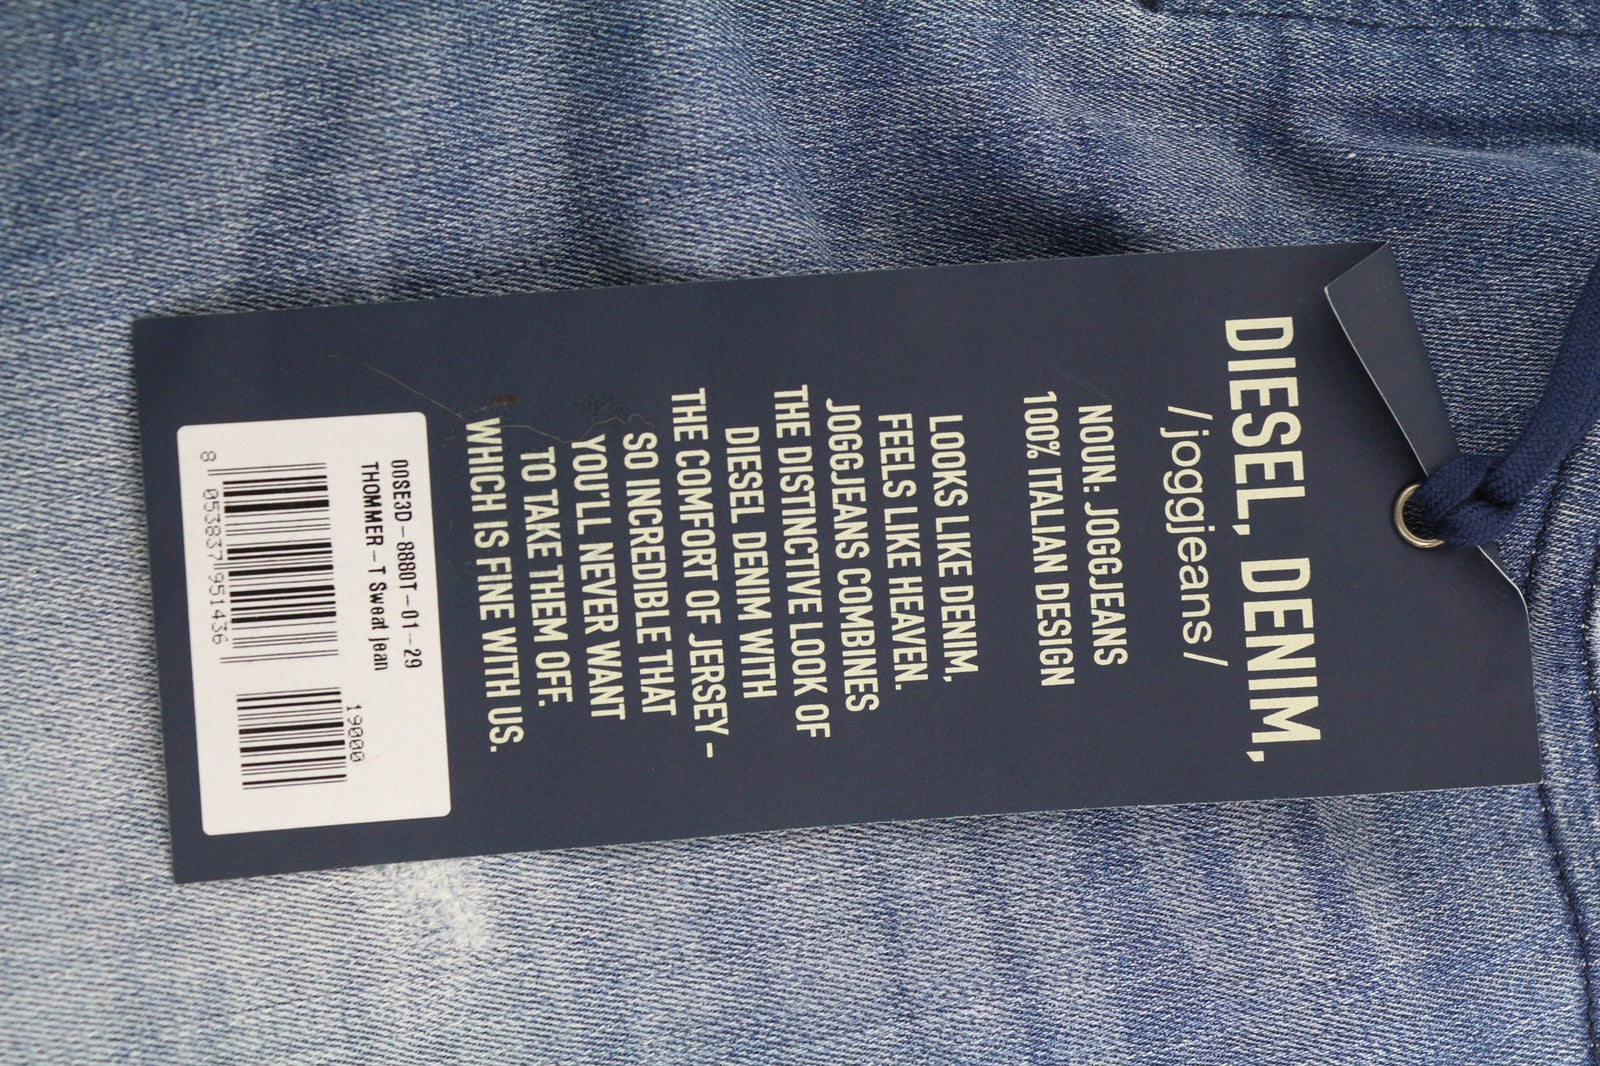 DIESEL, DENIM,
/joggjeans/
NOUN: JOGGJEANS
100% ITALIAN DESIGN
LOOKS LIKE DENIM,
FEELS LIKE HEAVEN.
JOGGJEANS COMBINES
THE DISTINCTIVE LOOK OF
DIESEL DENIM WITH
THE COMFORT OF JERSEY –
SO INCREDIBLE THAT
YOU'LL NEVER WANT
TO TAKE THEM OFF.
WHICH IS FINE WITH US.
00SE3D-8880T-01-29
THOMMER-T Sweat jean
19000
8 053837 951436